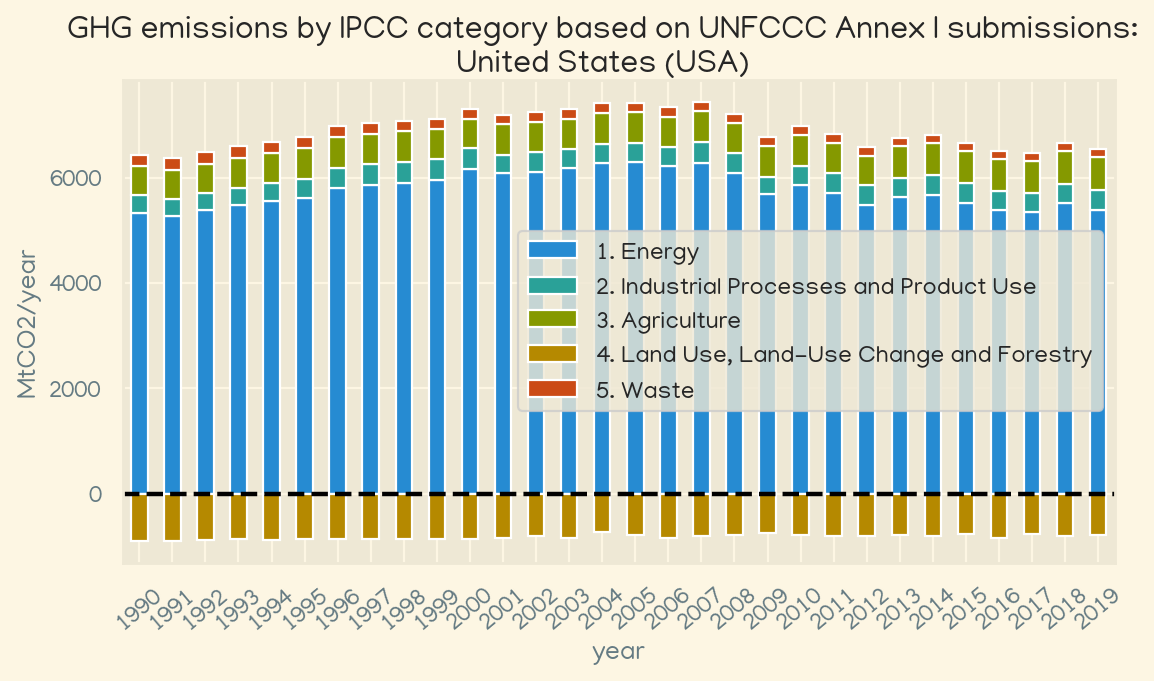 GHG emissions by IPCC category based on UNFCCC Annex I submissions:
United States (USA)
MtCO2/year
6000
4000
2000
0
1. Energy
2. Industrial Processes and Product Use
3. Agriculture
4. Land Use, Land-Use Change and Forestry
5. Waste
1990 1991 1992 1993 1994 1995 1996 1997 1998 1999 2000 2001 2002 2003 2004 2005 2006 2007 2008 2009 2010 2011 2012 2013 2014 2015 2016 2017 2018 2019
year